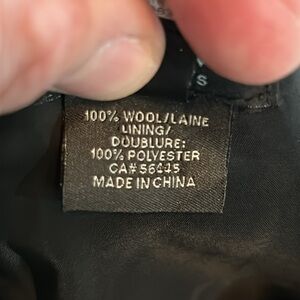 S
100% WOOL/LAINE
LINING/
DOUBLURE:
100% POLYESTER
CA# 56445
MADE IN CHINA